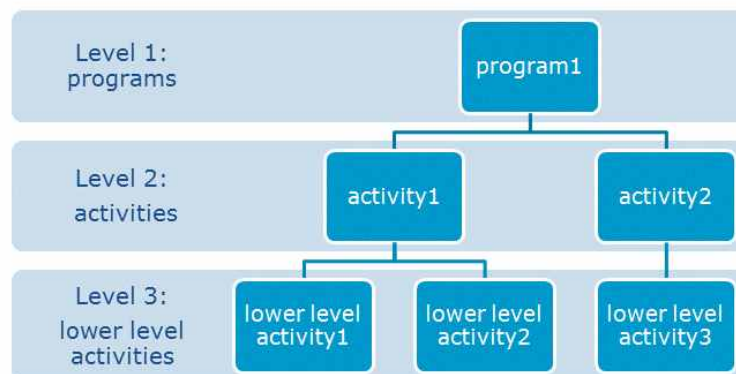 Level 1:
programs
program1
Level 2:
activities
activity1
activity2
Level 3:
lower level
activities
lower level
activity1
lower level
activity2
lower level
activity3